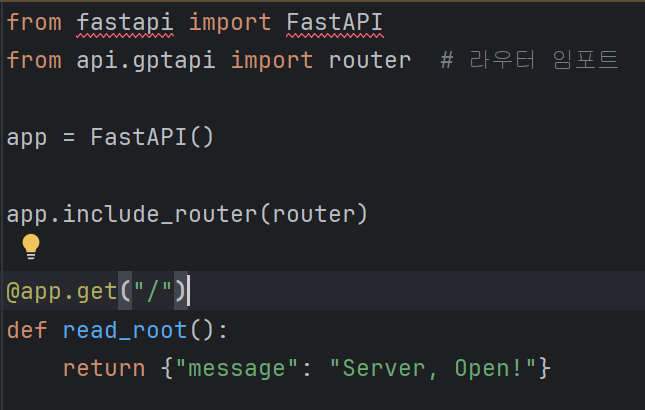 from fastapi import FastAPI
from api.gptapi import router  # 라우터 임포트
app = FastAPI()
app.include_router(router)
@app.get("/")
def read_root():
    return {"message": "Server, Open!"}